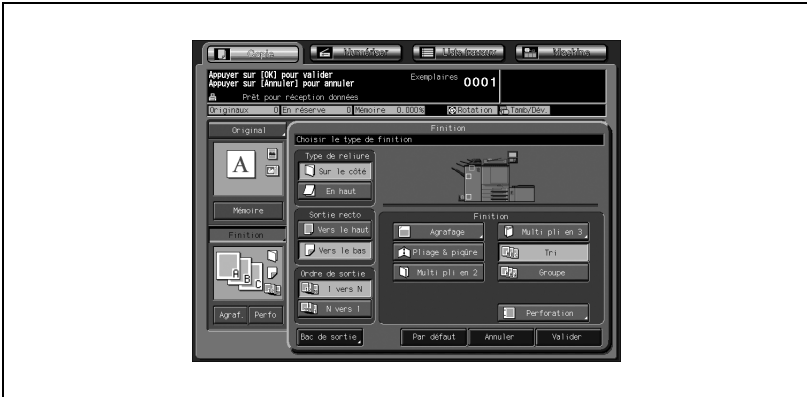 Copie Numériser Liste travaux Machine
Appuyer sur [OK] pour valider
Appuyer sur [Annuler] pour annuler
Exemplaires 0001
Prêt pour réception données
Originaux 0 En réserve 0 Mémoire 0.000% Rotation Tamb/Dév.
Original
A
Mémoire
Finition
A B C
Agraf. Perfo
Finition
Choisir le type de finition
Type de reliure
Sur le côté
En haut
Sortie recto
Vers le haut
Vers le bas
Ordre de sortie
1 vers N
N vers 1
Bac de sortie
Finition
Agrafage Multi pli en 3
Pliage & piqûre Tri
Multi pli en 2 Groupe
Perforation
Par défaut Annuler Valider